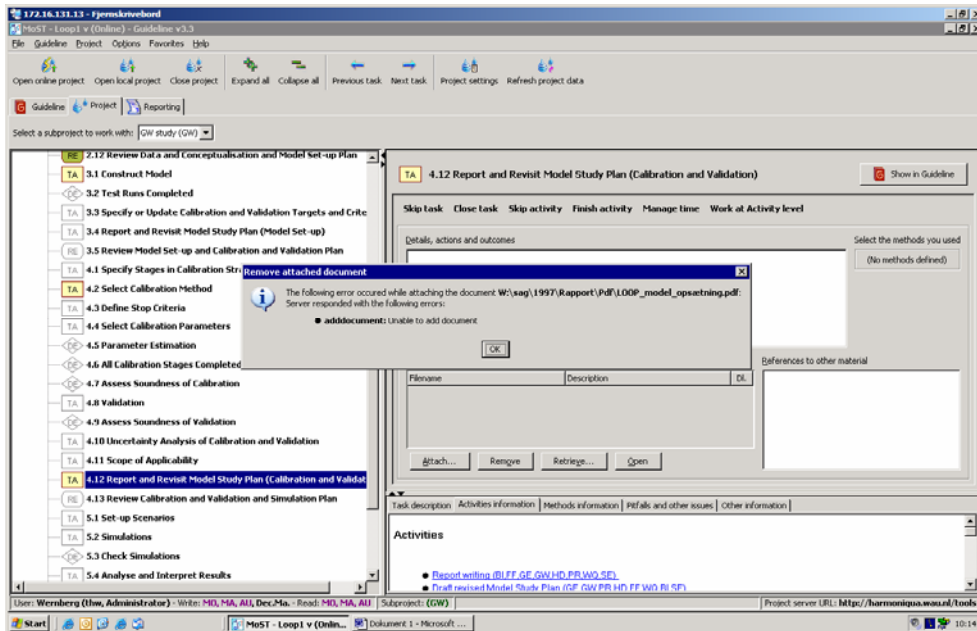 172.16.131.13 - Fjernskrivebord
MoST - Loop1 v (Online) - Guideline v3.3
File Guideline Project Options Favorites Help
Open online project Open local project Close project Expand all Collapse all Previous task Next task Project settings Refresh project data
Guideline Project Reporting
Select a subproject to work with: GW study (GW)
RE 2.12 Review Data and Conceptualisation and Model Set-up Plan
TA 3.1 Construct Model
DE 3.2 Test Runs Completed
TA 3.3 Specify or Update Calibration and Validation Targets and Crite
TA 3.4 Report and Revisit Model Study Plan (Model Set-up)
RE 3.5 Review Model Set-up and Calibration and Validation Plan
TA 4.1 Specify Stages in Calibration Str
TA 4.2 Select Calibration Method
TA 4.3 Define Stop Criteria
TA 4.4 Select Calibration Parameters
DE 4.5 Parameter Estimation
DE 4.6 All Calibration Stages Completed
DE 4.7 Assess Soundness of Calibration
TA 4.8 Validation
DE 4.9 Assess Soundness of Validation
TA 4.10 Uncertainty Analysis of Calibration and Validation
TA 4.11 Scope of Applicability
TA 4.12 Report and Revisit Model Study Plan (Calibration and Validat
RE 4.13 Review Calibration and Validation and Simulation Plan
TA 5.1 Set-up Scenarios
TA 5.2 Simulations
DE 5.3 Check Simulations
TA 5.4 Analyse and Interpret Results
TA 4.12 Report and Revisit Model Study Plan (Calibration and Validation)
Show in Guideline
Skip task Close task Skip activity Finish activity Manage time Work at Activity level
Details, actions and outcomes
Select the methods you used
(No methods defined)
Remove attached document
The following error occured while attaching the document W:\sag\1997\Rapport\Pdf\LOOP_model_opsætning.pdf:
Server responded with the following errors:
adddocument: Unable to add document
OK
References to other material
Filename Description Dl.
Attach... Remove Retrieve... Open
Task description Activities information Methods information Pitfalls and other issues Other information
Activities
Report writing (BI,FF,GE,GW,HD,PR,WQ,SE)
Draft revised Model Study Plan (GE,GW,PR,HD,FF,WQ,BI,SE)
User: Wernberg (thw, Administrator) - Write: MO, MA, AU, Dec.Ma. - Read: MO, MA, AU Subproject: (GW) Project server URL: http://harmoniqua.wau.nl/tools
Start MoST - Loop1 v (Onlin... Dokument 1 - Microsoft ... 10:14